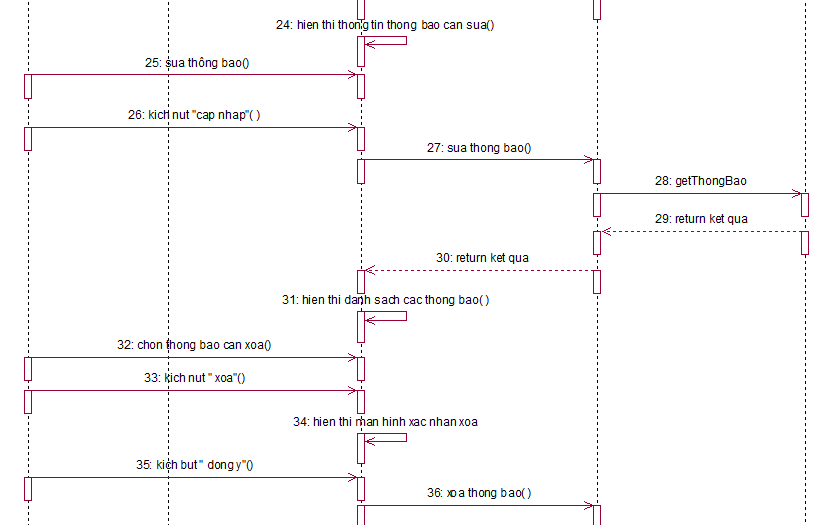 24: hien thi thong tin thong bao can sua()
25: sua thông bao()
26: kich nut "cap nhap"( )
27: sua thong bao()
28: getThongBao
29: return ket qua
30: return ket qua
31: hien thi danh sach cac thong bao( )
32: chon thong bao can xoa()
33: kich nut " xoa"()
34: hien thi man hinh xac nhan xoa
35: kich but " dong y"()
36: xoa thong bao( )